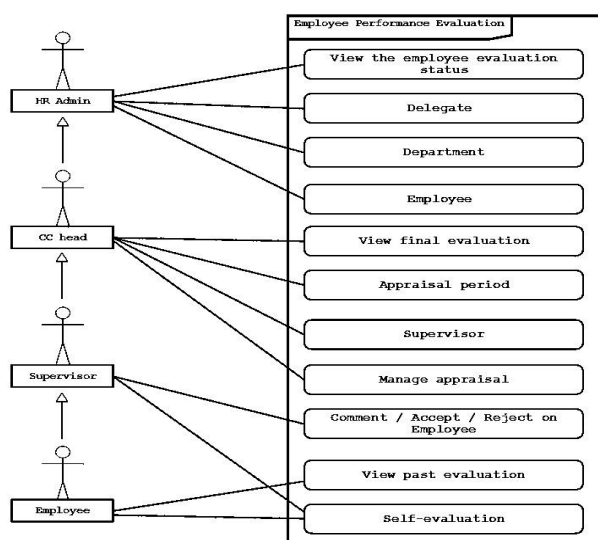 Employee Performance Evaluation
View the employee evaluation
status
HR Admin
Delegate
Department
Employee
CC head
View final evaluation
Appraisal period
Supervisor
Supervisor
Manage appraisal
Comment / Accept / Reject on
Employee
View past evaluation
Employee
Self-evaluation